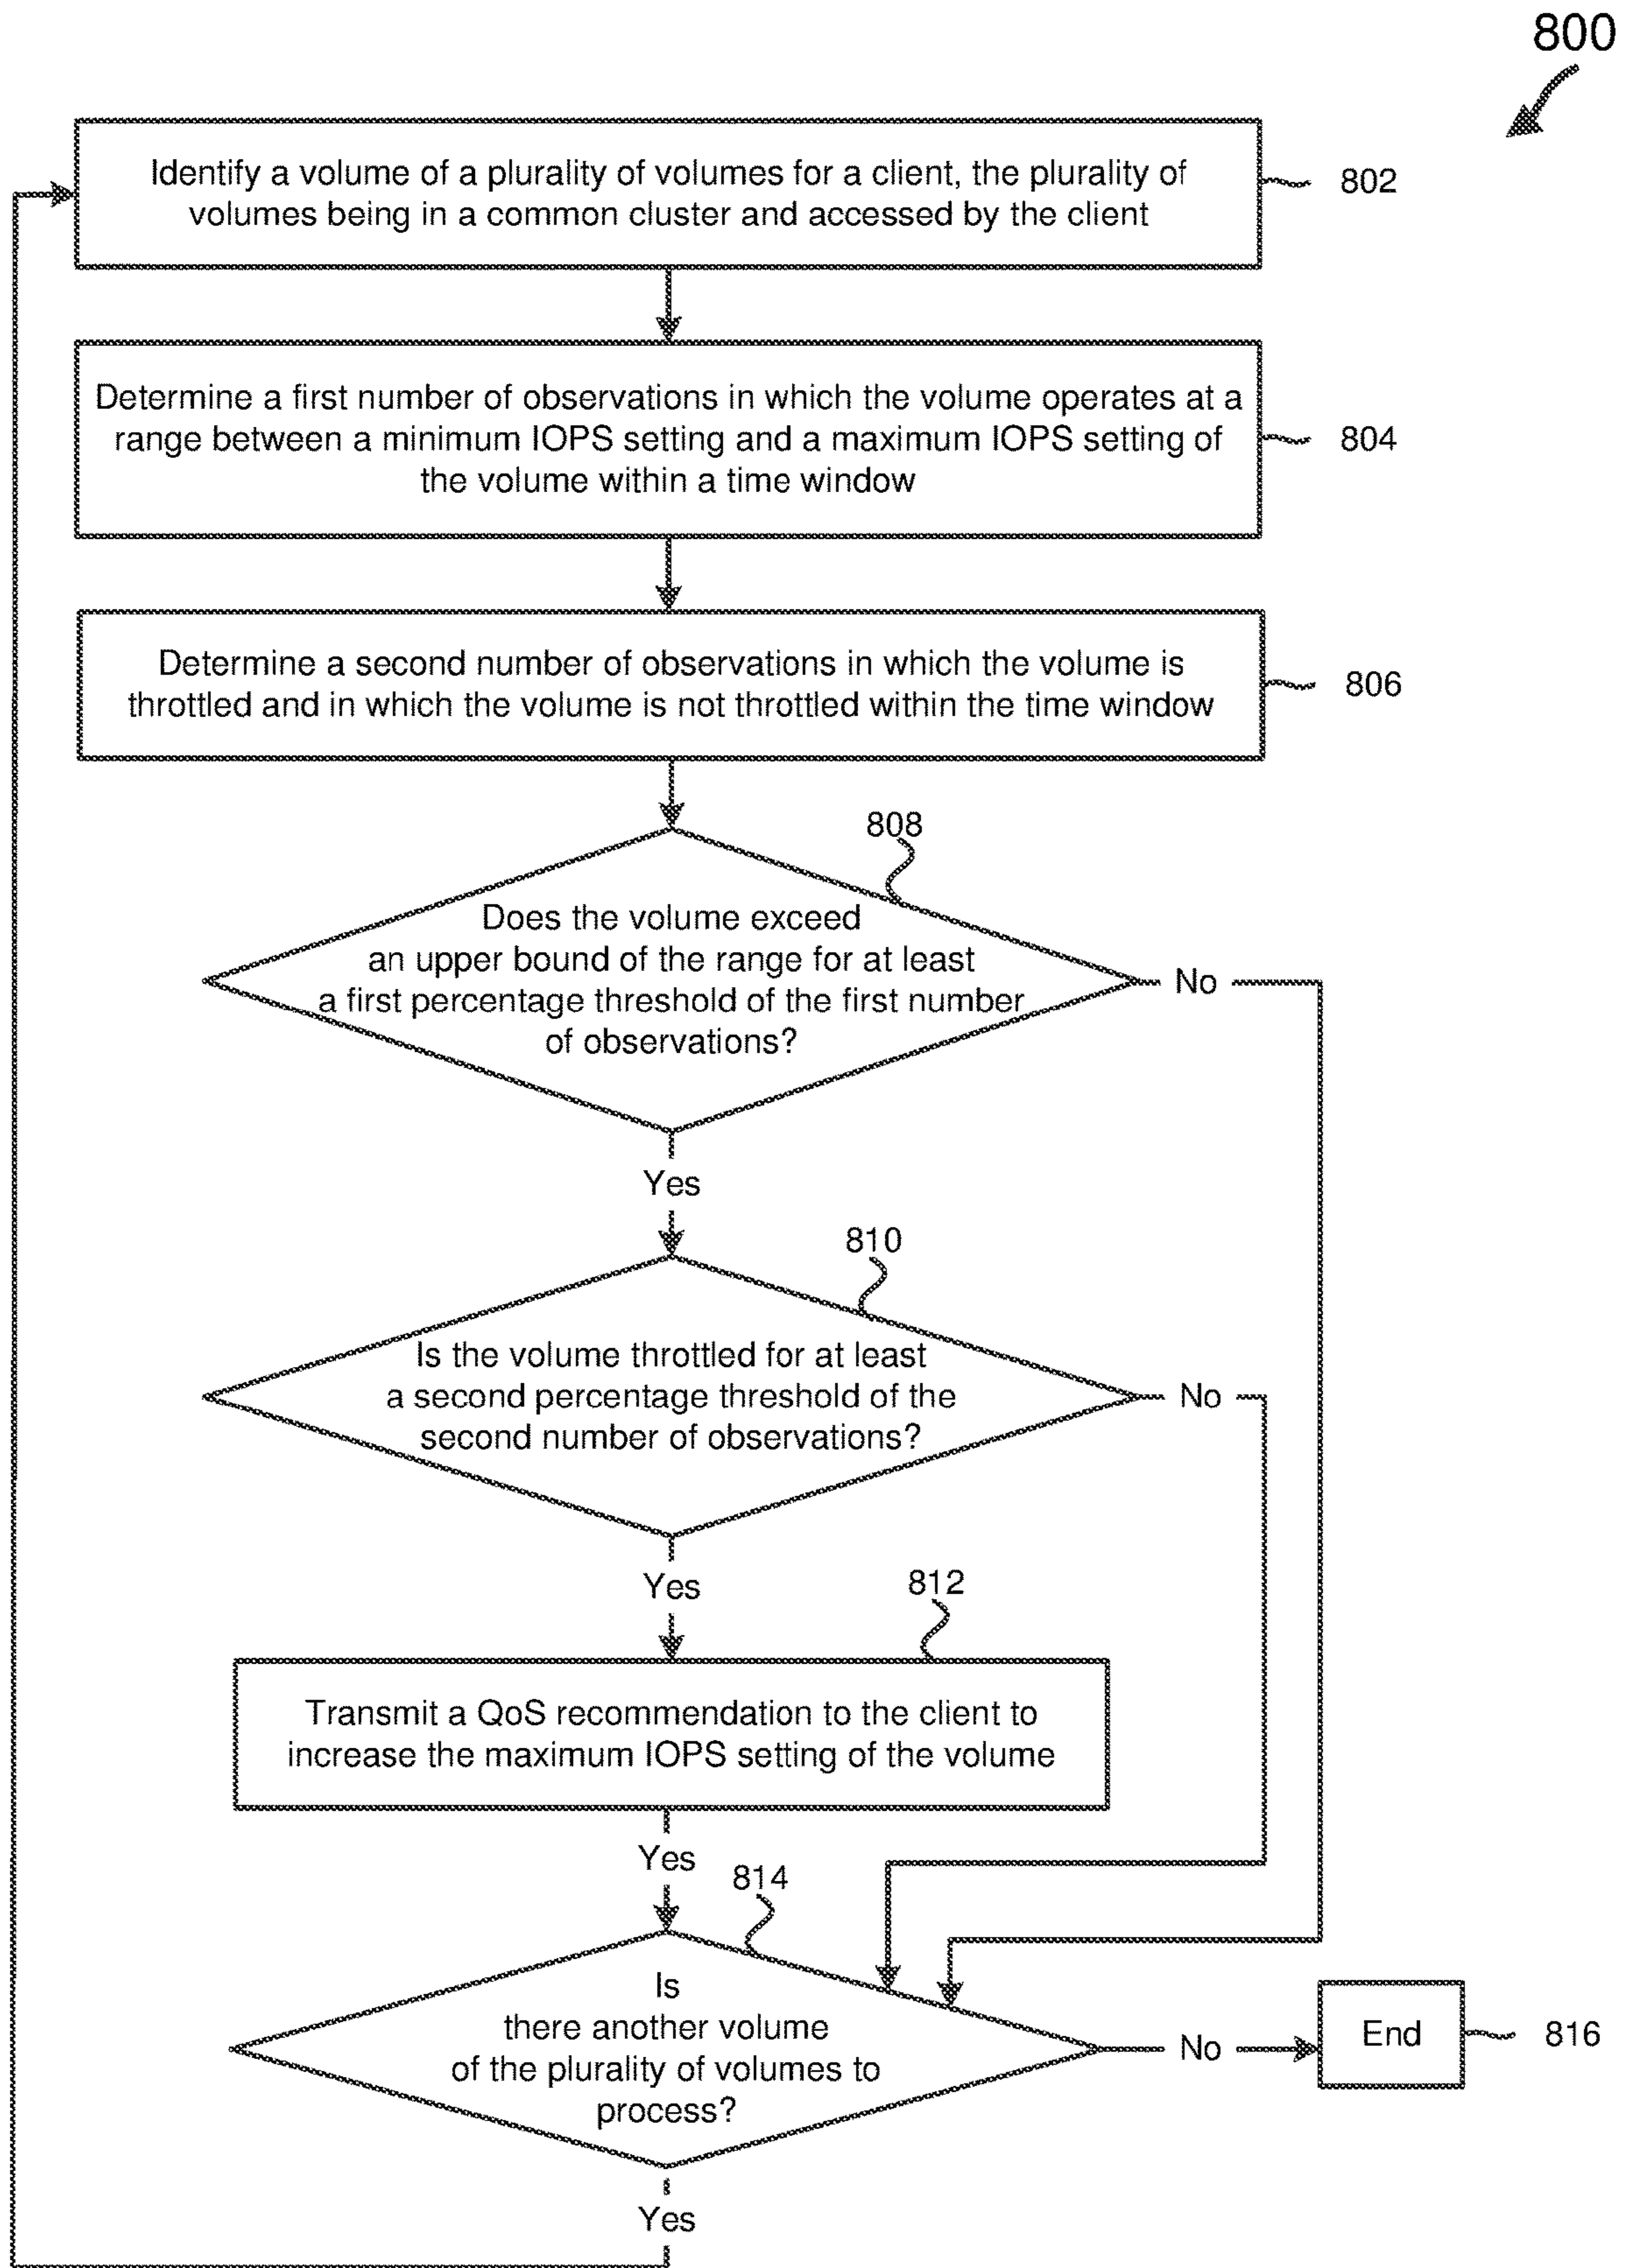 800
Identify a volume of a plurality of volumes for a client, the plurality of
volumes being in a common cluster and accessed by the client
802
Determine a first number of observations in which the volume operates at a
range between a minimum IOPS setting and a maximum IOPS setting of
the volume within a time window
804
Determine a second number of observations in which the volume is
throttled and in which the volume is not throttled within the time window
806
808
Does the volume exceed
an upper bound of the range for at least
a first percentage threshold of the first number
of observations?
No
Yes
810
Is the volume throttled for at least
a second percentage threshold of the
second number of observations?
No
Yes
812
Transmit a QoS recommendation to the client to
increase the maximum IOPS setting of the volume
Yes
814
Is
there another volume
of the plurality of volumes to
process?
No
End
816
Yes